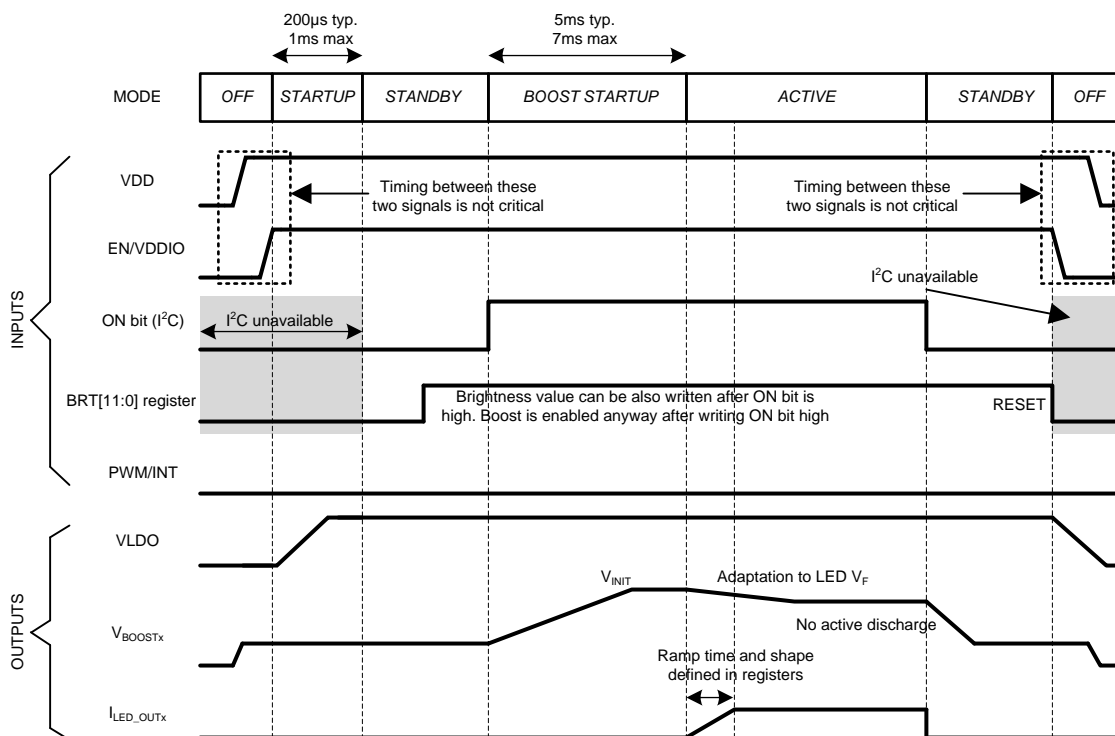 200µs typ.
1ms max
5ms typ.
7ms max
MODE
OFF
STARTUP
STANDBY
BOOST STARTUP
ACTIVE
STANDBY
OFF
INPUTS
VDD
Timing between these
two signals is not critical
Timing between these
two signals is not critical
EN/VDDIO
I²C unavailable
ON bit (I²C)
I²C unavailable
BRT[11:0] register
Brightness value can be also written after ON bit is
high. Boost is enabled anyway after writing ON bit high
RESET
PWM/INT
OUTPUTS
VLDO
VINIT
Adaptation to LED VF
VBOOSTx
No active discharge
Ramp time and shape
defined in registers
ILED_OUTx